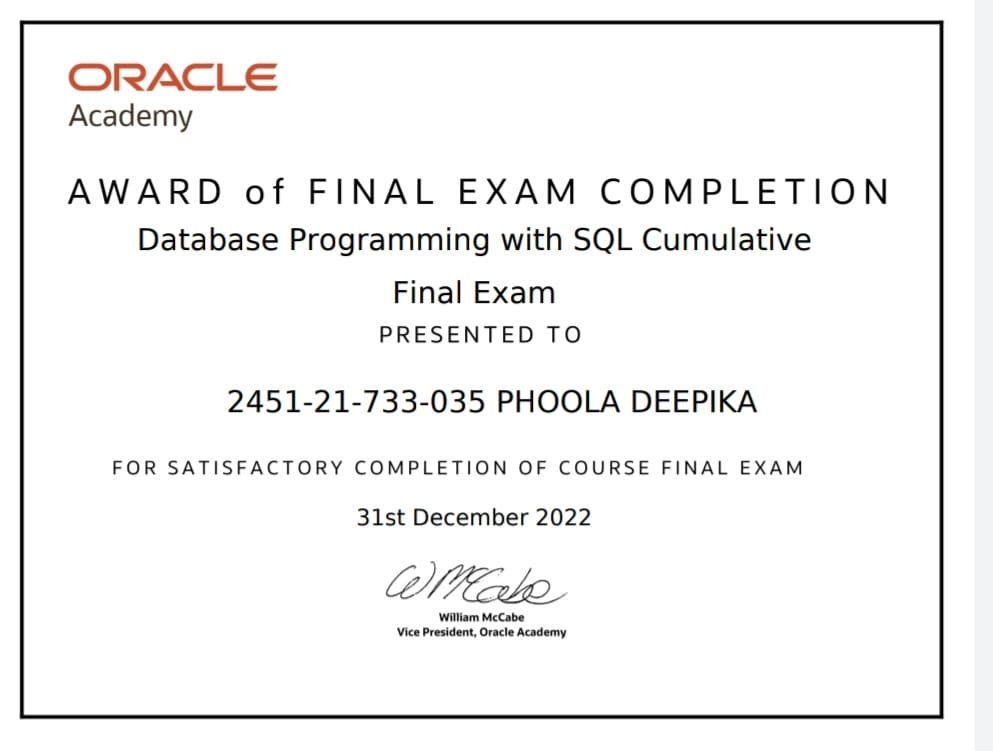 ORACLE
Academy
AWARD of FINAL EXAM COMPLETION
Database Programming with SQL Cumulative
Final Exam
PRESENTED TO
2451-21-733-035 PHOOLA DEEPIKA
FOR SATISFACTORY COMPLETION OF COURSE FINAL EXAM
31st December 2022
WMcCabe
William McCabe
Vice President, Oracle Academy